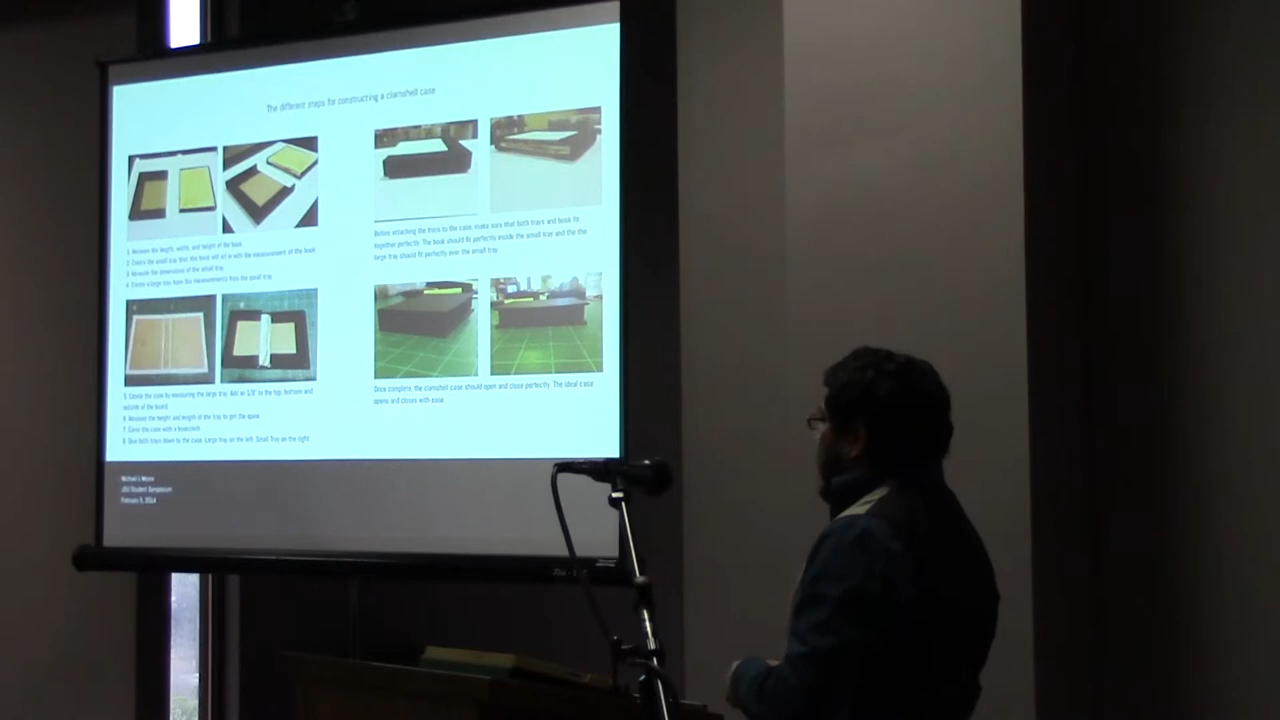 The different steps for constructing a clamshell case
1. Measure the length, width, and height of the book.
2. Create the small tray that the book will sit in with the measurement of the book
3. Measure the dimensions of the small tray.
4. Create a large tray from the measurements from the small tray.
5. Create the case by measuring the large tray. Add an 1/8" to the top, bottom and
outside of the board.
6. Measure the height and length of the tray to get the spine.
7. Cover the case with a bookcloth.
8. Glue both trays down to the case. Large tray on the left. Small Tray on the right.
Before attaching the trays to the case, make sure that both trays and book fit
together perfectly. The book should fit perfectly inside the small tray and the the
large tray should fit perfectly over the small tray.
Once complete, the clamshell case should open and close perfectly. The ideal case
opens and closes with ease.
Michael J. Moore
Student Symposium
February 5, 2014